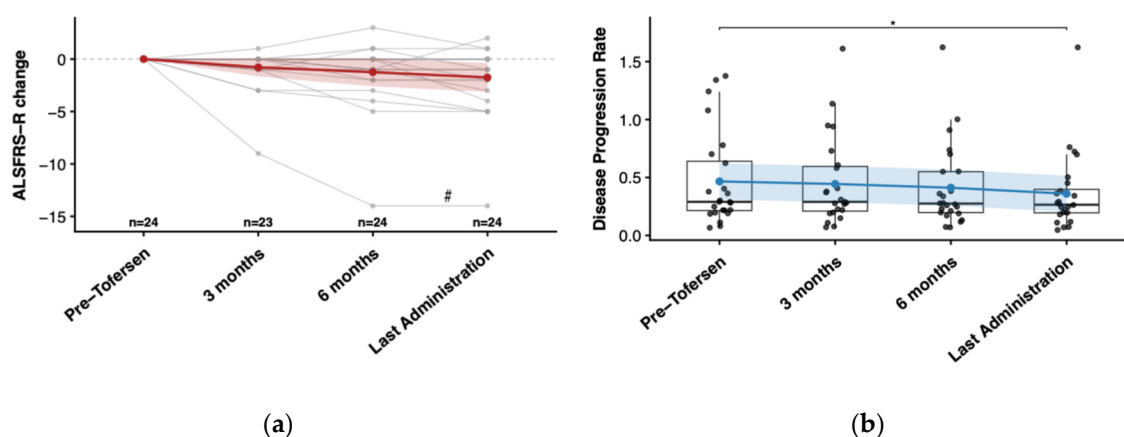 ALSFRS-R change
0
−5
−10
−15
#
n=24
n=23
n=24
n=24
Pre−Tofersen
3 months
6 months
Last Administration
(a)
Disease Progression Rate
*
1.5
1.0
0.5
0.0
Pre−Tofersen
3 months
6 months
Last Administration
(b)